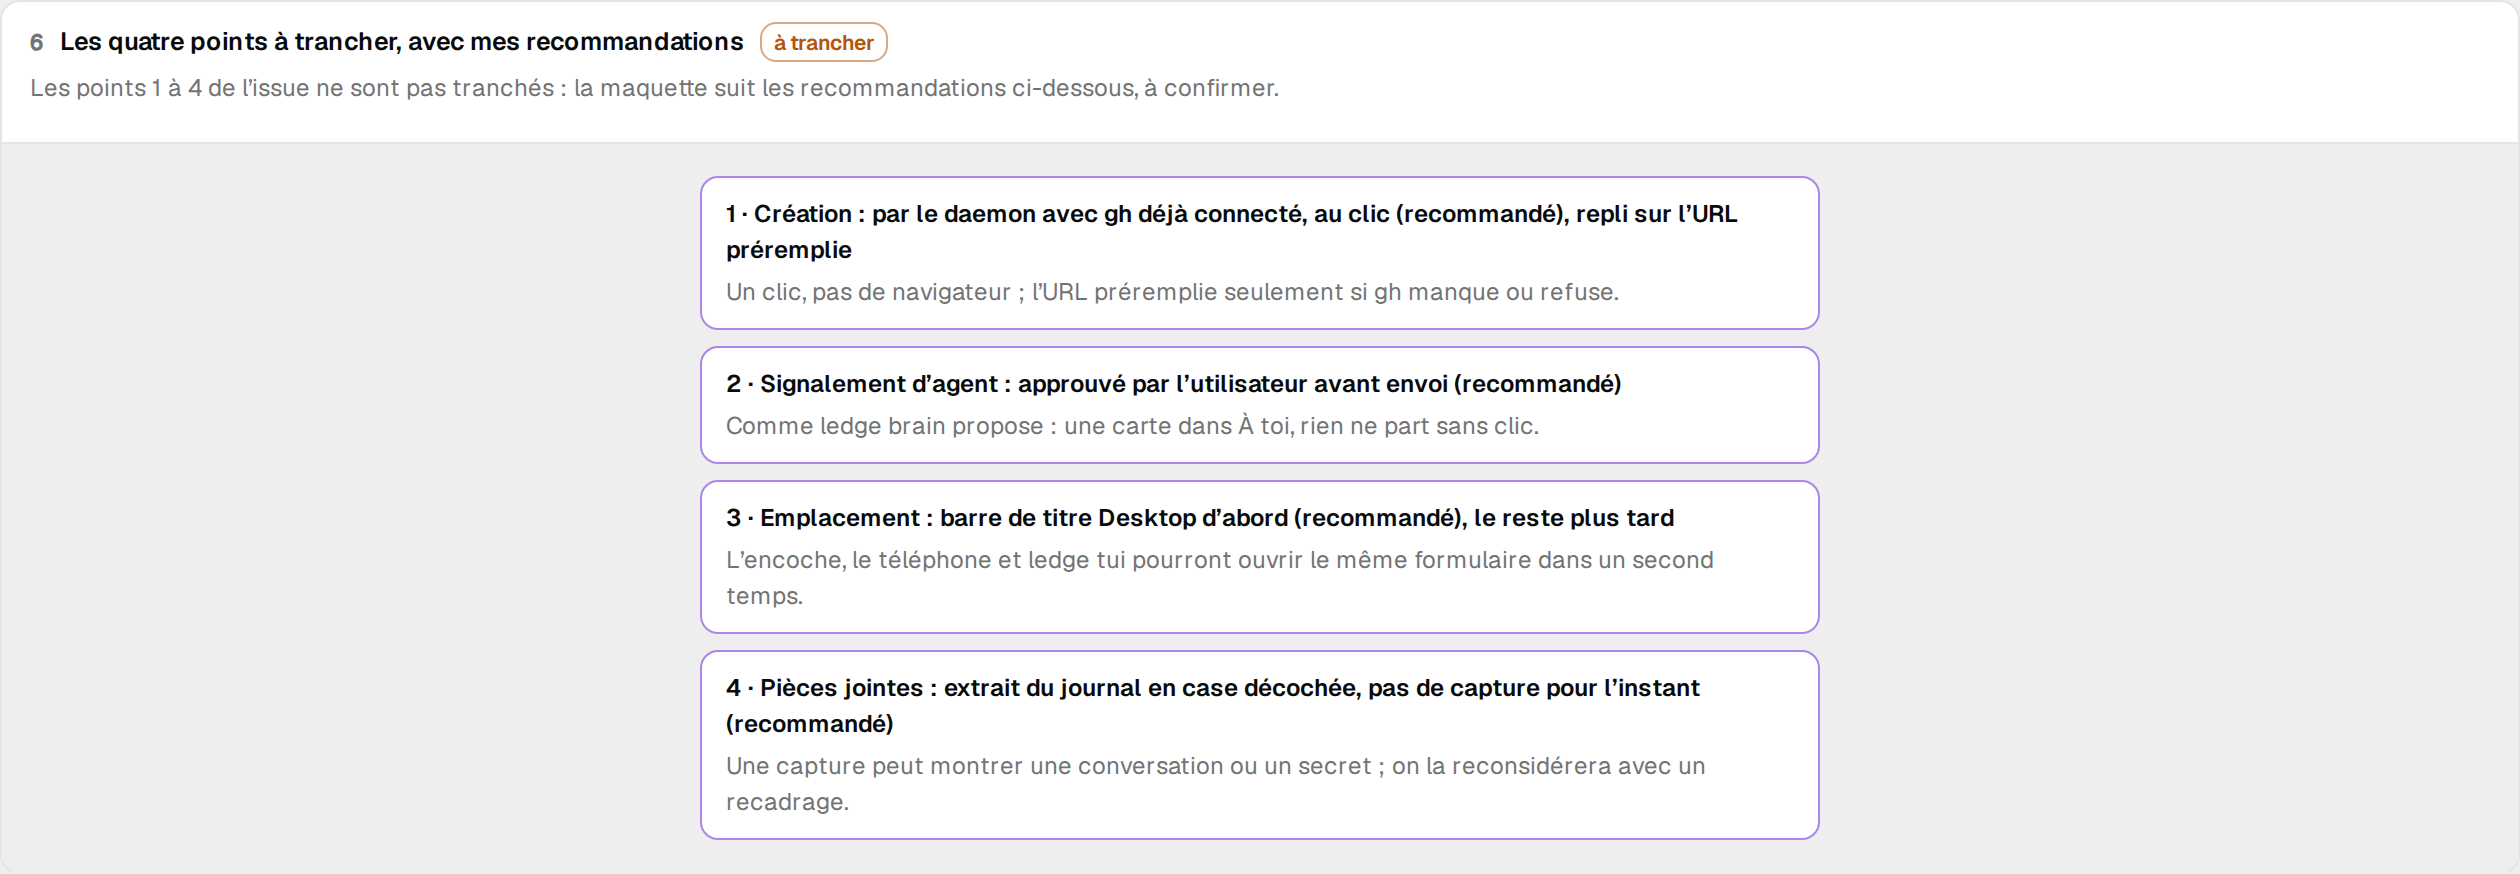 6 Les quatre points à trancher, avec mes recommandations à trancher
Les points 1 à 4 de l’issue ne sont pas tranchés : la maquette suit les recommandations ci-dessous, à confirmer.
1 · Création : par le daemon avec gh déjà connecté, au clic (recommandé), repli sur l’URL
préremplie
Un clic, pas de navigateur ; l’URL préremplie seulement si gh manque ou refuse.
2 · Signalement d’agent : approuvé par l’utilisateur avant envoi (recommandé)
Comme ledge brain propose : une carte dans À toi, rien ne part sans clic.
3 · Emplacement : barre de titre Desktop d’abord (recommandé), le reste plus tard
L’encoche, le téléphone et ledge tui pourront ouvrir le même formulaire dans un second
temps.
4 · Pièces jointes : extrait du journal en case décochée, pas de capture pour l’instant
(recommandé)
Une capture peut montrer une conversation ou un secret ; on la reconsidérera avec un
recadrage.